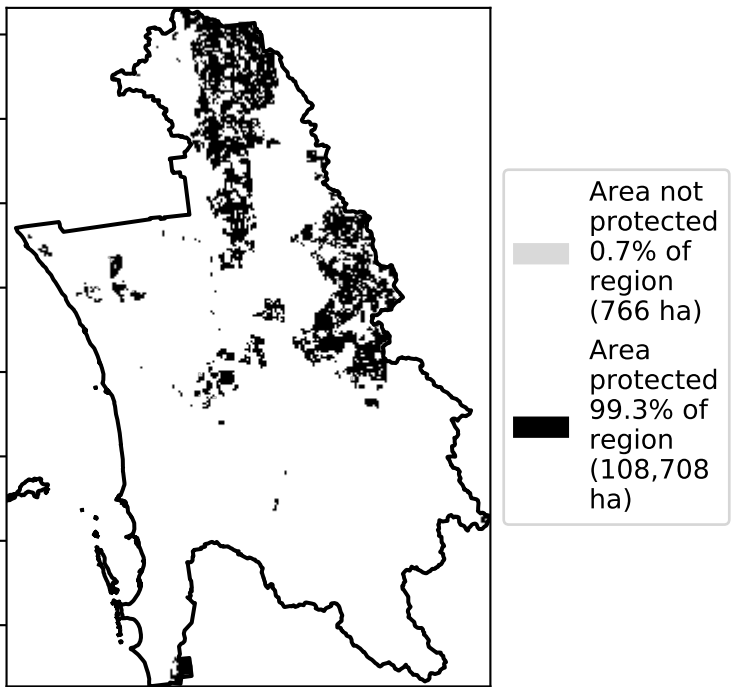 Area not
protected
0.7% of
region
(766 ha)
Area
protected
99.3% of
region
(108,708
ha)